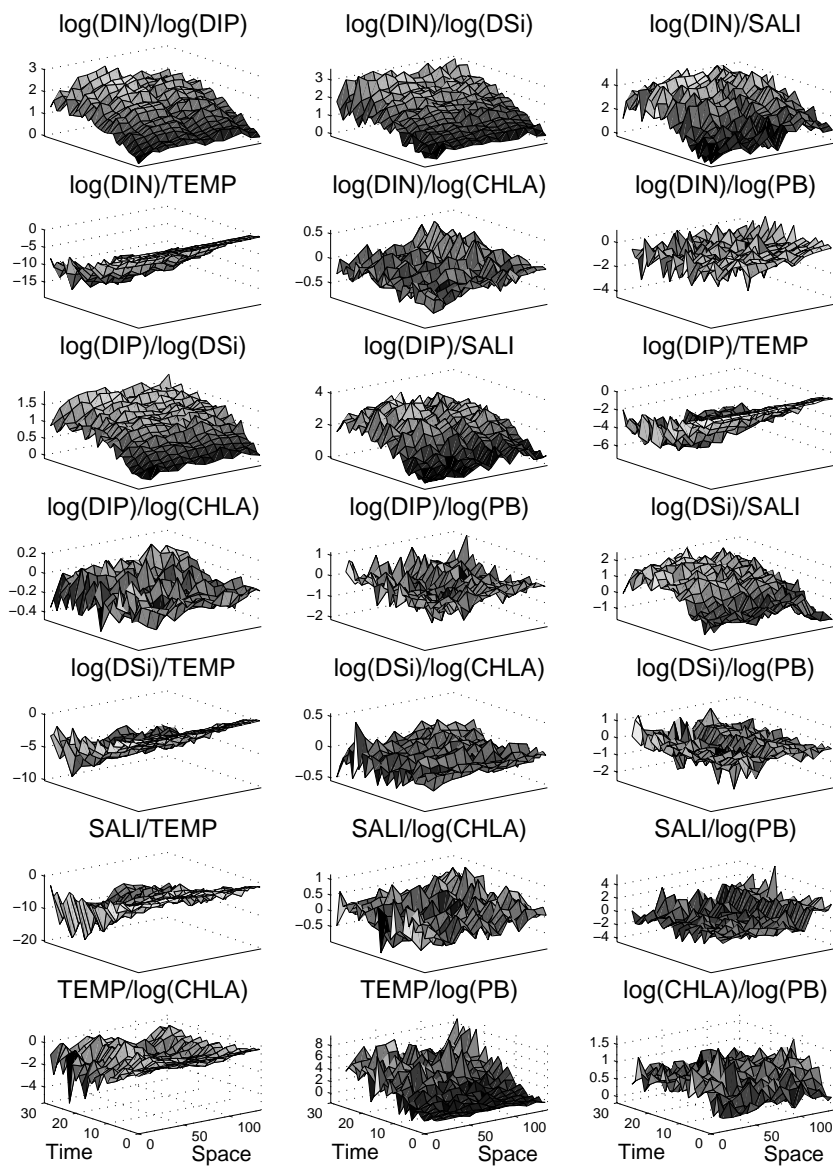 log(DIN)/log(DIP) log(DIN)/log(DSi) log(DIN)/SALI
3 2 1 0
3 2 1 0
4 2 0
log(DIN)/TEMP log(DIN)/log(CHLA) log(DIN)/log(PB)
0 −5 −10 −15
0.5 0 −0.5
0 −2 −4
log(DIP)/log(DSi) log(DIP)/SALI log(DIP)/TEMP
1.5 1 0.5 0
4 2 0
0 −2 −4 −6
log(DIP)/log(CHLA) log(DIP)/log(PB) log(DSi)/SALI
0.2 0 −0.2 −0.4
1 0 −1 −2
2 1 0 −1
log(DSi)/TEMP log(DSi)/log(CHLA) log(DSi)/log(PB)
0 −5 −10
0.5 0 −0.5
1 0 −1 −2
SALI/TEMP SALI/log(CHLA) SALI/log(PB)
0 −10 −20
1 0.5 0 −0.5
4 2 0 −2 −4
TEMP/log(CHLA) TEMP/log(PB) log(CHLA)/log(PB)
0 −2 −4
8 6 4 2 0
1.5 1 0.5 0
30 20 10 0 0 50 100
30 20 10 0 0 50 100
30 20 10 0 0 50 100
Time Space Time Space Time Space